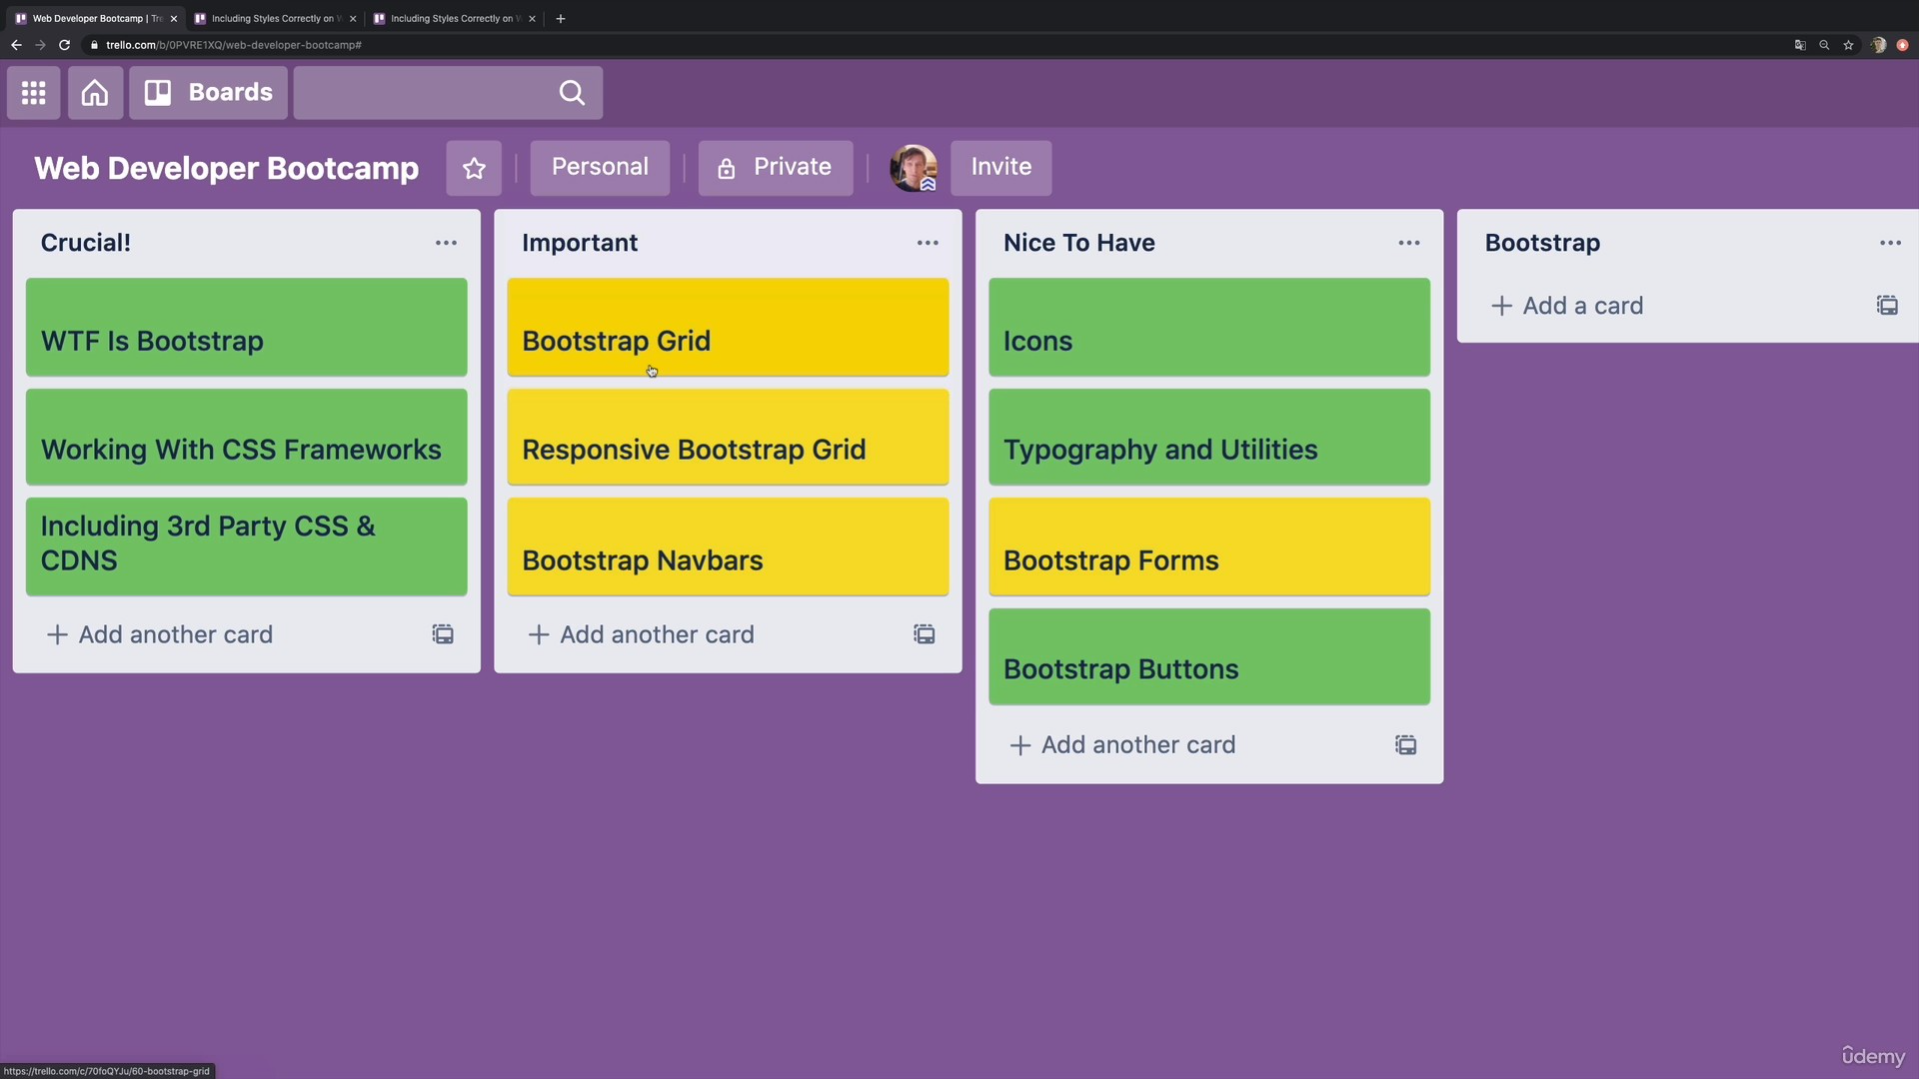 Web Developer Bootcamp | Tre
Including Styles Correctly on W
Including Styles Correctly on W
trello.com/b/0PVRE1XQ/web-developer-bootcamp#
Boards
Web Developer Bootcamp
Personal
Private
Invite
Crucial!
WTF Is Bootstrap
Working With CSS Frameworks
Including 3rd Party CSS &
CDNS
+ Add another card
Important
Bootstrap Grid
Responsive Bootstrap Grid
Bootstrap Navbars
+ Add another card
Nice To Have
Icons
Typography and Utilities
Bootstrap Forms
Bootstrap Buttons
+ Add another card
Bootstrap
+ Add a card
https://trello.com/c/70foQYJu/60-bootstrap-grid
ûdemy